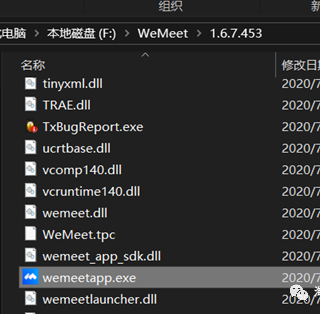 组织
电脑 > 本地磁盘 (F:) > WeMeet > 1.6.7.453
名称 修改日
tinyxml.dll 2020/7
TRAE.dll 2020/7
TxBugReport.exe 2020/7
ucrtbase.dll 2020/7
vcomp140.dll 2020/7
vcruntime140.dll 2020/7
wemeet.dll 2020/7
WeMeet.tpc 2020/7
wemeet_app_sdk.dll 2020/7
wemeetapp.exe 2020/7
wemeetlauncher.dll 2020/7